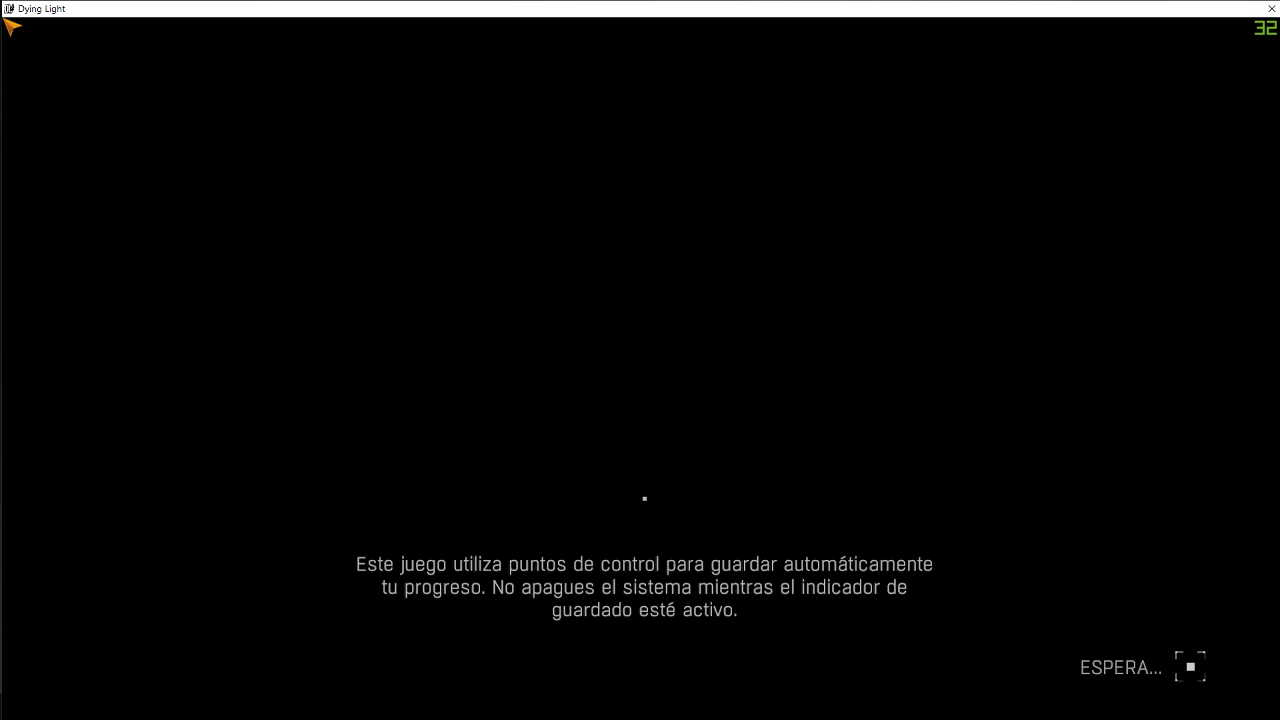 Dying Light
32
Este juego utiliza puntos de control para guardar automáticamente
tu progreso. No apagues el sistema mientras el indicador de
guardado esté activo.
ESPERA...